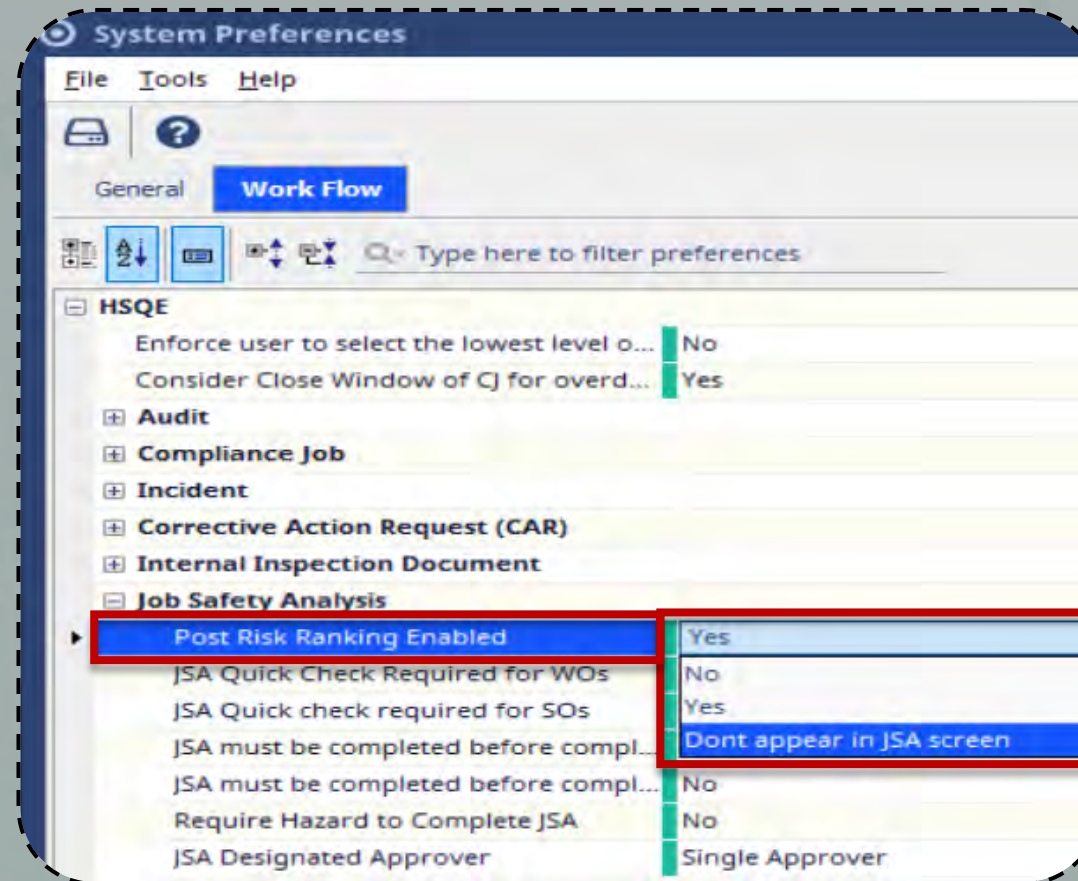 System Preferences
File Tools Help
General Work Flow
Type here to filter preferences
HSQE
Enforce user to select the lowest level o... No
Consider Close Window of CJ for overd... Yes
Audit
Compliance Job
Incident
Corrective Action Request (CAR)
Internal Inspection Document
Job Safety Analysis
Post Risk Ranking Enabled Yes
JSA Quick Check Required for WOs No
JSA Quick check required for SOs Yes
JSA must be completed before compl... Dont appear in JSA screen
JSA must be completed before compl... No
Require Hazard to Complete JSA No
JSA Designated Approver Single Approver